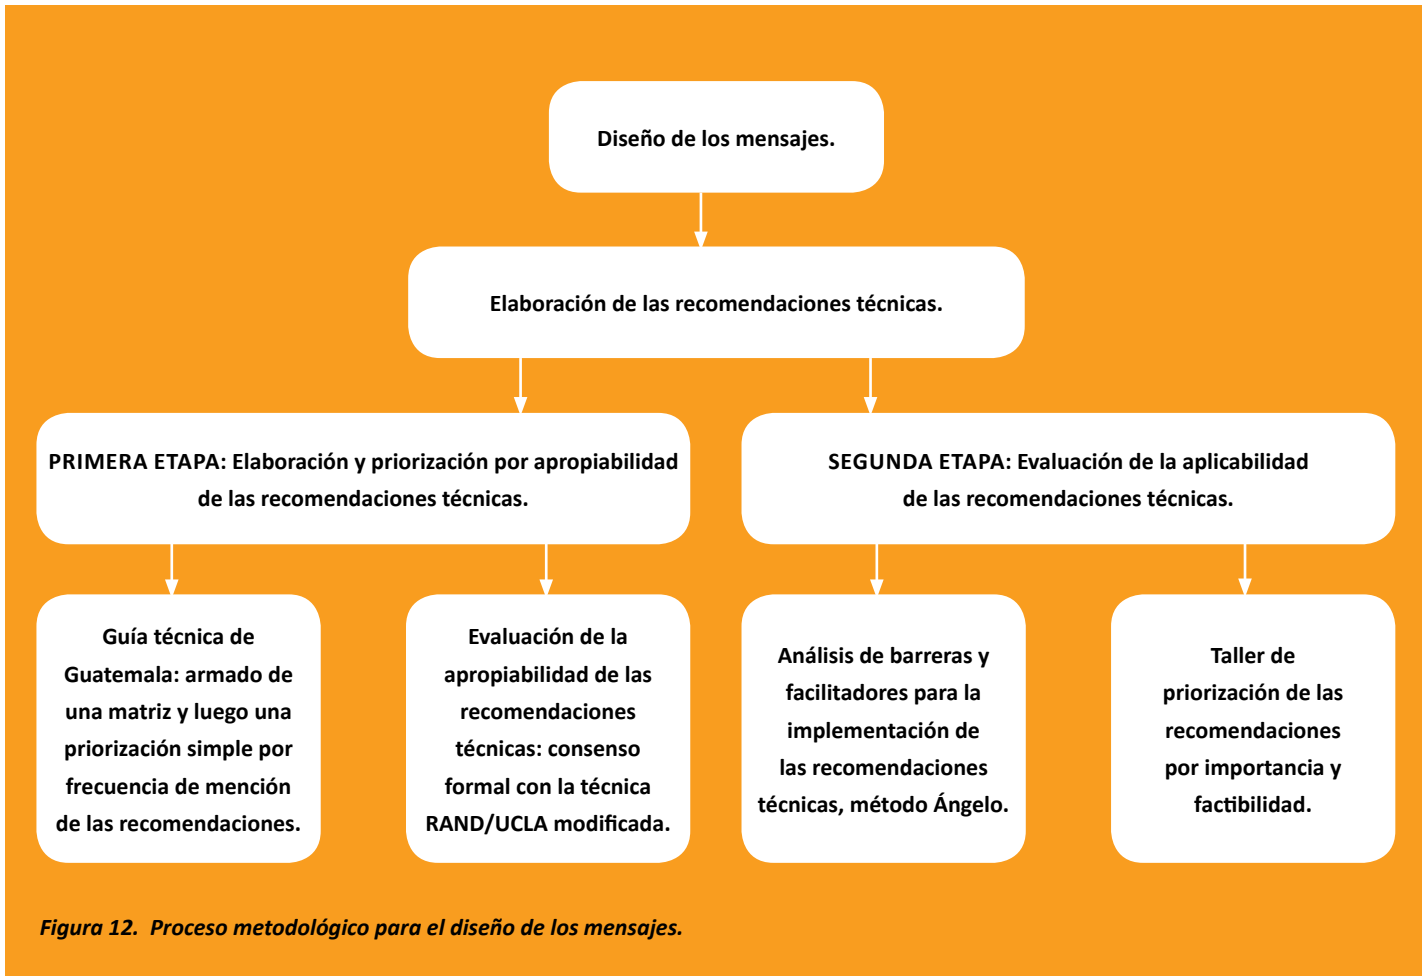 Diseño de los mensajes.
Elaboración de las recomendaciones técnicas.
PRIMERA ETAPA: Elaboración y priorización por apropiabilidad
de las recomendaciones técnicas.
SEGUNDA ETAPA: Evaluación de la aplicabilidad
de las recomendaciones técnicas.
Guía técnica de
Guatemala: armado de
una matriz y luego una
priorización simple por
frecuencia de mención
de las recomendaciones.
Evaluación de la
apropiabilidad de las
recomendaciones
técnicas: consenso
formal con la técnica
RAND/UCLA modificada.
Análisis de barreras y
facilitadores para la
implementación de
las recomendaciones
técnicas, método Ángelo.
Taller de
priorización de las
recomendaciones
por importancia y
factibilidad.
Figura 12. Proceso metodológico para el diseño de los mensajes.